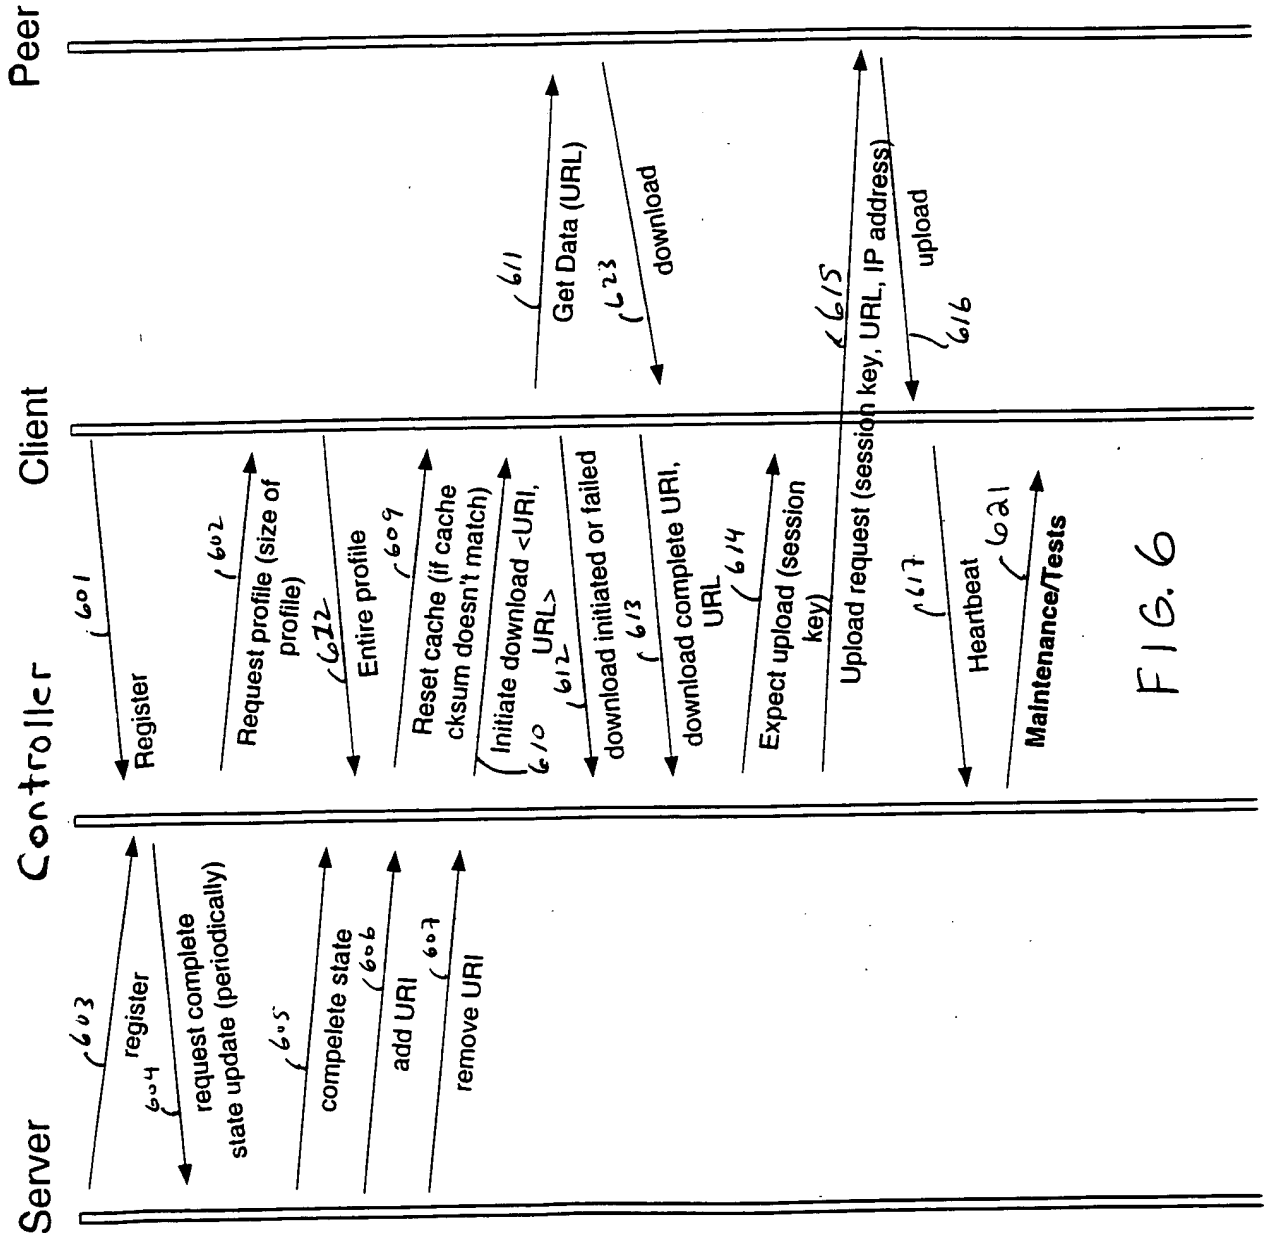 Server
Controller
Client
Peer
603
register
604
request complete
state update (periodically)
605
compelete state
606
add URI
607
remove URI
601
Register
602
Request profile (size of
profile)
622
Entire profile
609
Reset cache (if cache
cksum doesn't match)
Initiate download <URI,
URL>
610
612
download initiated or failed
613
download complete URI,
URL
614
Expect upload (session
key)
615
Upload request (session key, URL, IP address)
611
Get Data (URL)
623
download
616
upload
617
Heartbeat
621
Maintenance/Tests
FIG. 6